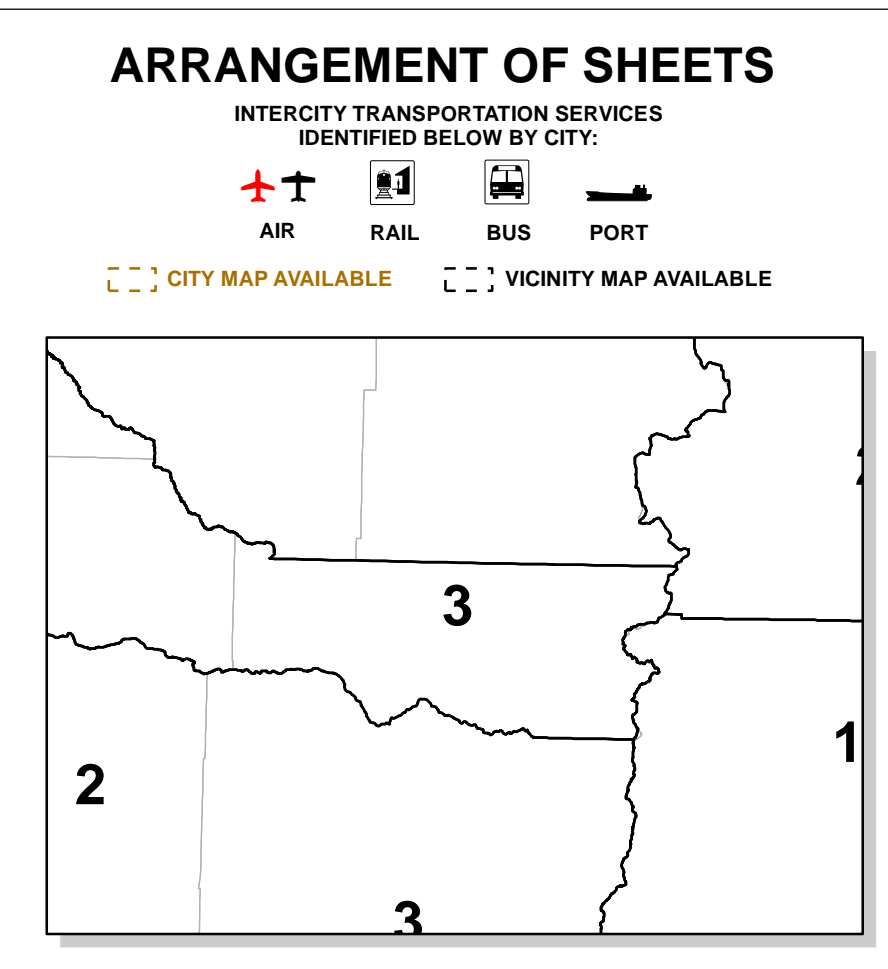 ARRANGEMENT OF SHEETS
INTERCITY TRANSPORTATION SERVICES
IDENTIFIED BELOW BY CITY:
AIR RAIL BUS PORT
CITY MAP AVAILABLE VICINITY MAP AVAILABLE
3
1
2
3